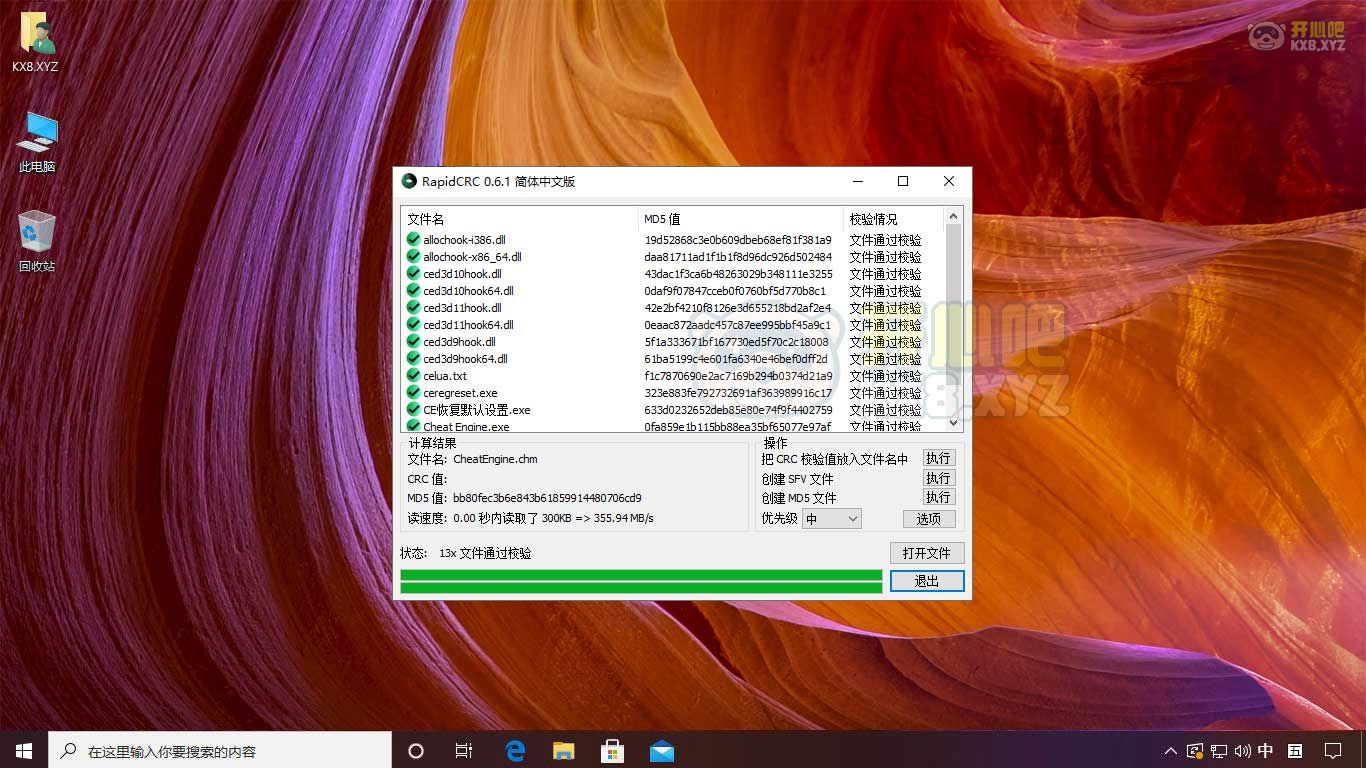 KX8.XYZ
此电脑
回收站
开心吧
KX8.XYZ
RapidCRC 0.6.1 简体中文版
文件名 MD5 值 校验情况
allochook-i386.dll 19d52868c3e0b609dbeb68ef81f381a9 文件通过校验
allochook-x86_64.dll daa81711ad1f1b1f8d96dc926d502484 文件通过校验
ced3d10hook.dll 43dac1f3ca6b48263029b348111e3255 文件通过校验
ced3d10hook64.dll 0daf9f07847cceb0f0760bf5d770b8c1 文件通过校验
ced3d11hook.dll 42e2bf4210f8126e3d655218bd2af2e4 文件通过校验
ced3d11hook64.dll 0eaac872aadc457c87ee995bbf45a9c1 文件通过校验
ced3d9hook.dll 5f1a333671bf167730ed5f70c2c18008 文件通过校验
ced3d9hook64.dll 61ba5199c4e601fa6340e46bef0dff2d 文件通过校验
celua.txt f1c7870690e2ac7169b294b0374d21a9 文件通过校验
ceregreset.exe 323e883fe792732691af363989916c17 文件通过校验
CE恢复默认设置.exe 633d0232652deb85e80e74f9f4402759 文件通过校验
Cheat Engine.exe 0fa859e1b115bb88ea35bf65077e97af 文件通过校验
计算结果
文件名: CheatEngine.chm
CRC 值:
MD5 值: bb80fec3b6e843b61859914480706cd9
读速度: 0.00 秒内读取了 300KB => 355.94 MB/s
操作
把 CRC 校验值放入文件名中 执行
创建 SFV 文件 执行
创建 MD5 文件 执行
优先级 中 选项
状态: 13x 文件通过校验
打开文件
退出
8.XYZ
在这里输入你要搜索的内容
中
五